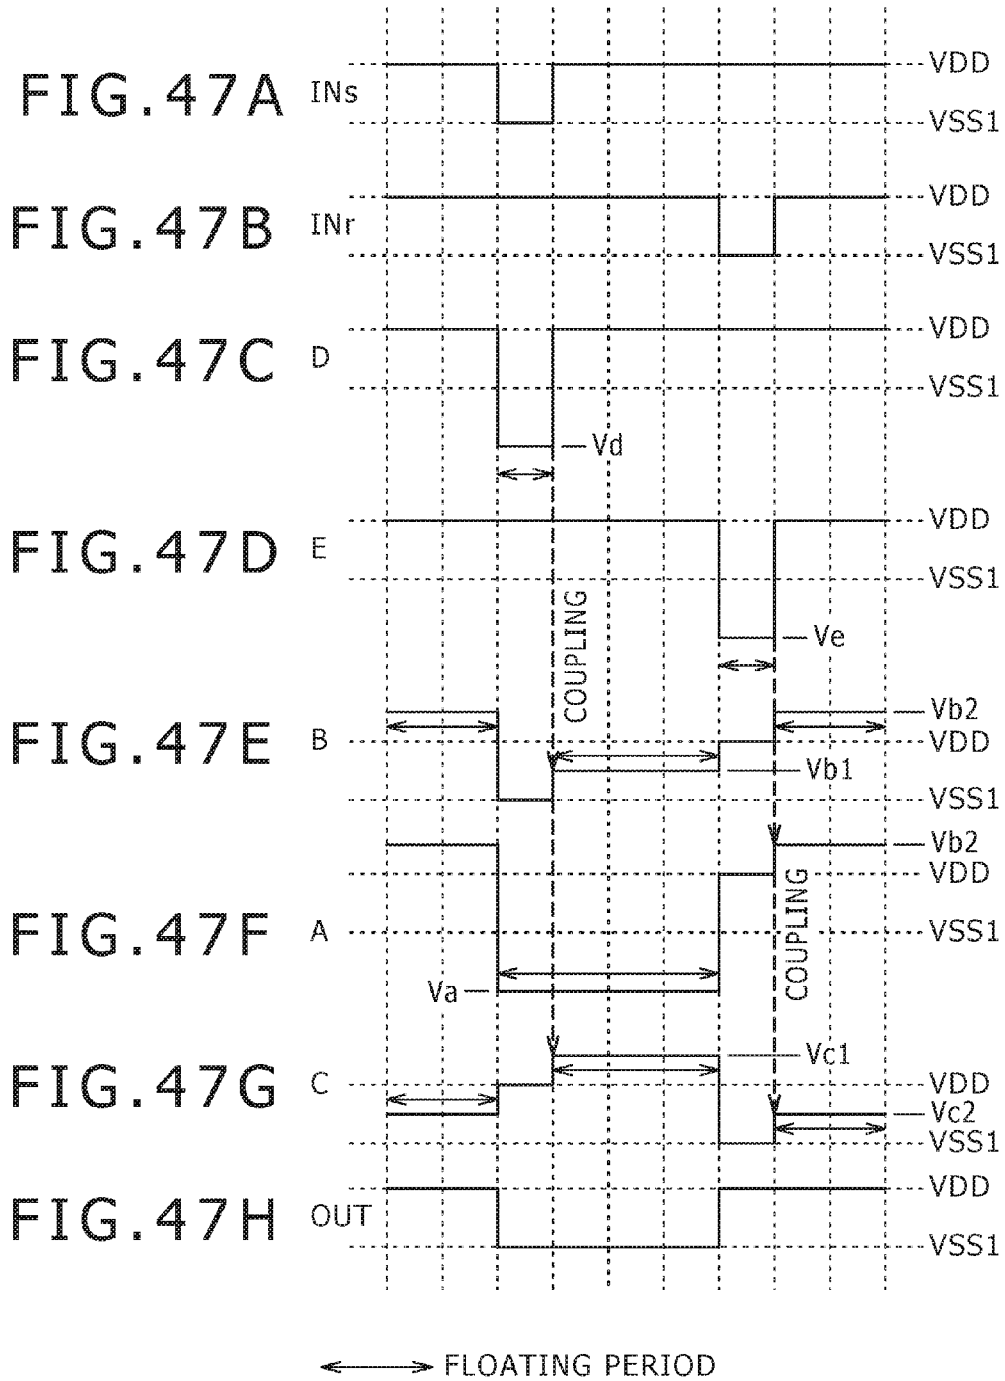 FIG.47A INs VDD
VSS1
FIG.47B INr VDD
VSS1
FIG.47C D VDD
VSS1
Vd
FIG.47D E VDD
VSS1
COUPLING
Ve
FIG.47E B Vb2
VDD
Vb1
VSS1
FIG.47F A Vb2
VDD
VSS1
COUPLING
Va
FIG.47G C Vc1
VDD
Vc2
VSS1
FIG.47H OUT VDD
VSS1
FLOATING PERIOD